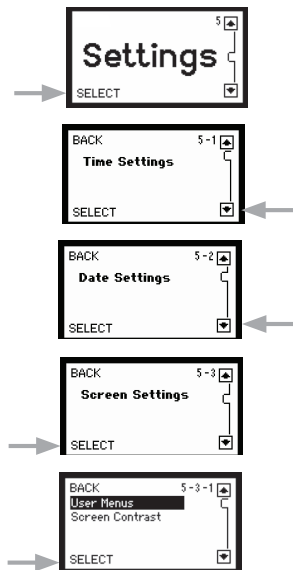 5
Settings
SELECT
BACK 5-1
Time Settings
SELECT
BACK 5-2
Date Settings
SELECT
BACK 5-3
Screen Settings
SELECT
BACK 5-3-1
User Menus
Screen Contrast
SELECT